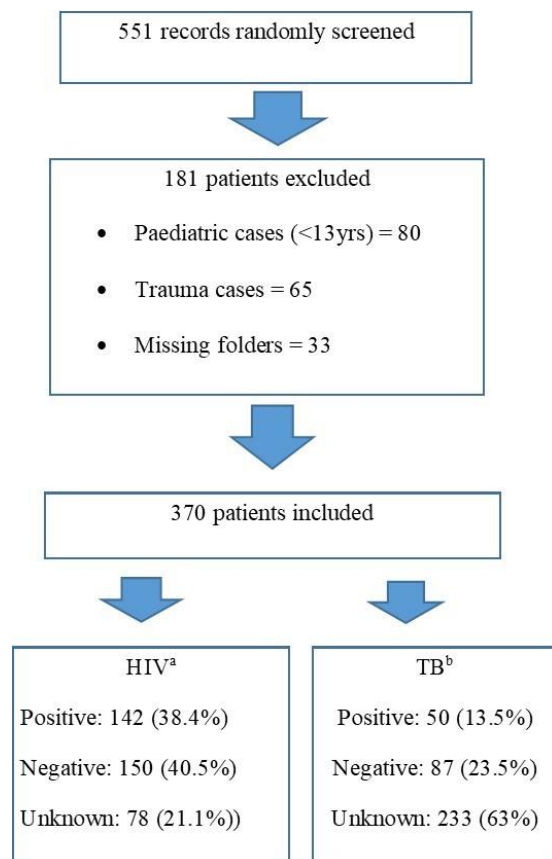 551 records randomly screened
181 patients excluded
• Paediatric cases (<13yrs) = 80
• Trauma cases = 65
• Missing folders = 33
370 patients included
HIVᵃ
Positive: 142 (38.4%)
Negative: 150 (40.5%)
Unknown: 78 (21.1%))
TBᵇ
Positive: 50 (13.5%)
Negative: 87 (23.5%)
Unknown: 233 (63%)